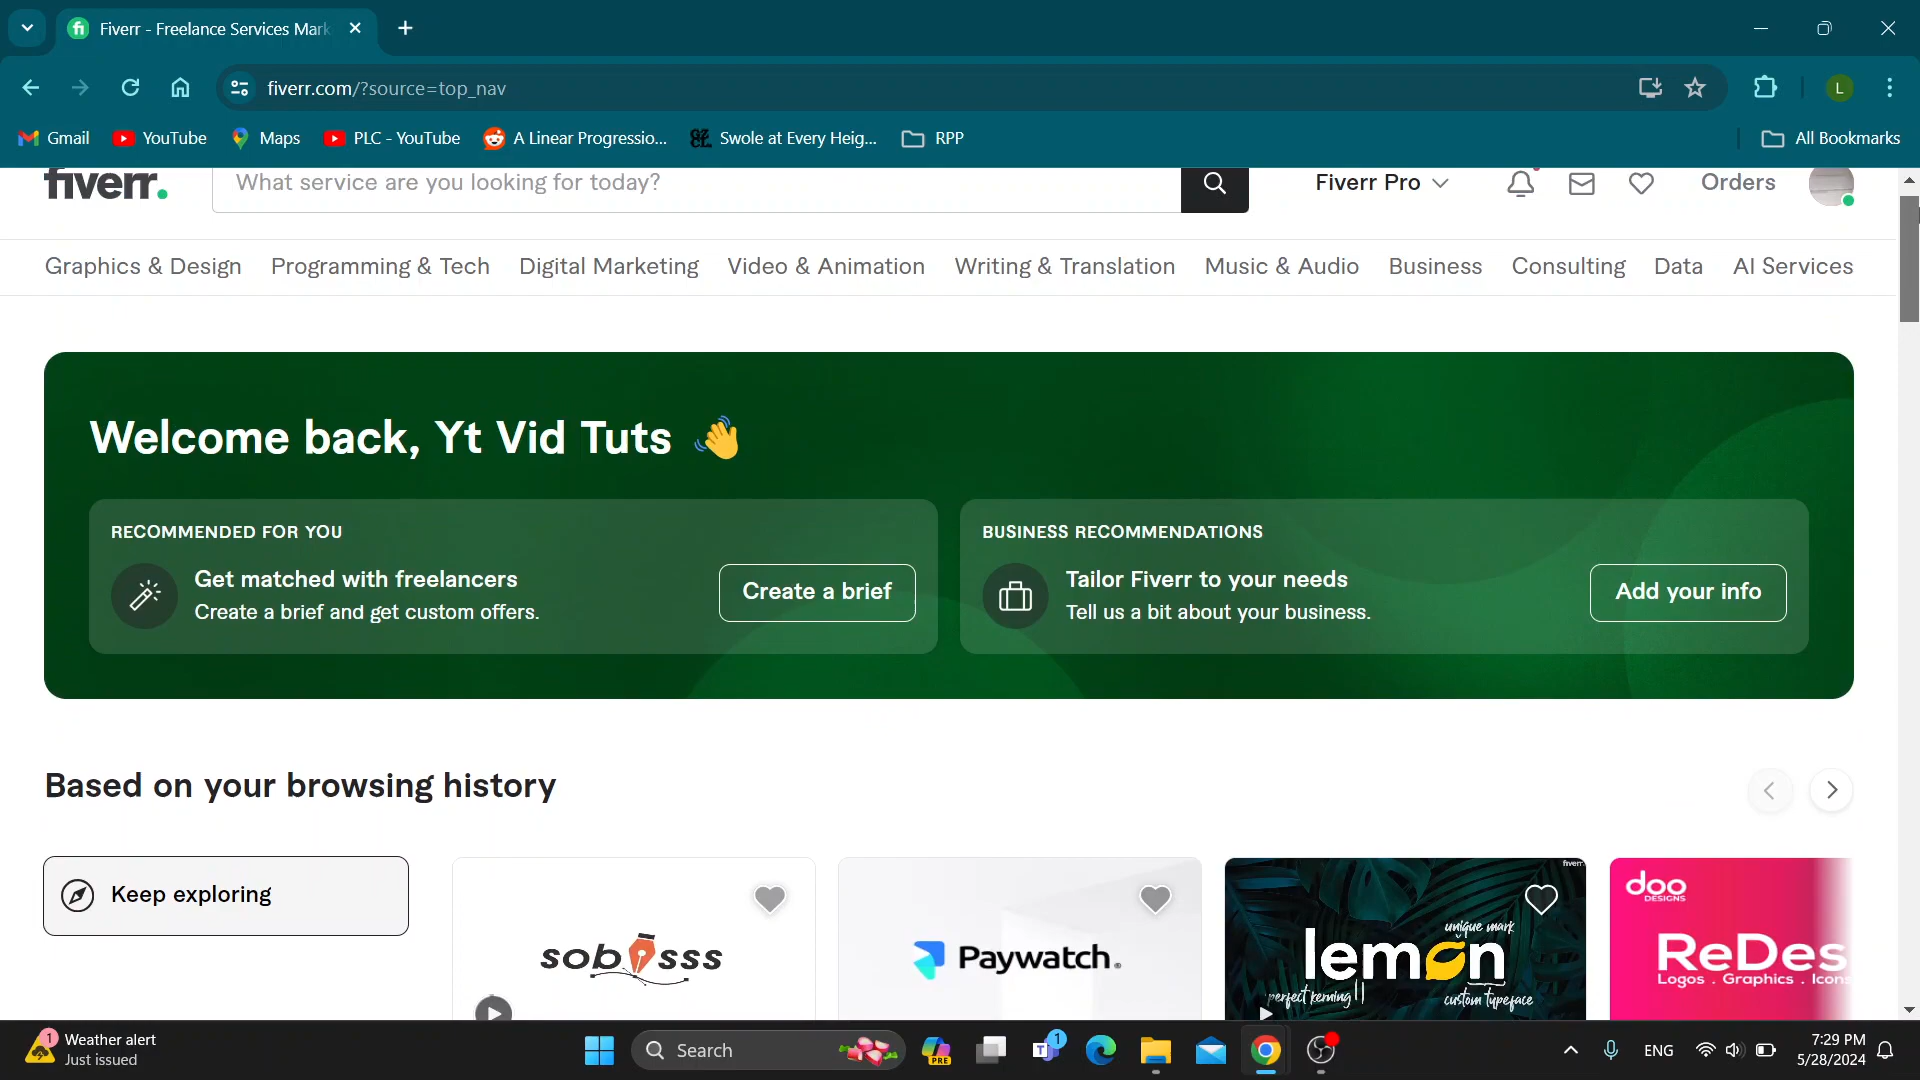 Fiverr - Freelance Services Mark
fiverr.com/?source=top_nav
L
Gmail
YouTube
Maps
PLC - YouTube
A Linear Progressio...
Swole at Every Heig...
RPP
All Bookmarks
fiverr.
What service are you looking for today?
Fiverr Pro
Orders
Graphics & Design
Programming & Tech
Digital Marketing
Video & Animation
Writing & Translation
Music & Audio
Business
Consulting
Data
AI Services
Welcome back, Yt Vid Tuts 👋
RECOMMENDED FOR YOU
Get matched with freelancers
Create a brief and get custom offers.
Create a brief
BUSINESS RECOMMENDATIONS
Tailor Fiverr to your needs
Tell us a bit about your business.
Add your info
Based on your browsing history
Keep exploring
sobisss
Paywatch
fiverr
unique mark
lemon
perfect kerning
custom typeface
doo
DESIGNS
ReDes
Logos . Graphics . Icons
1
Weather alert
Just issued
Search
PRE
1
ENG
7:29 PM
5/28/2024